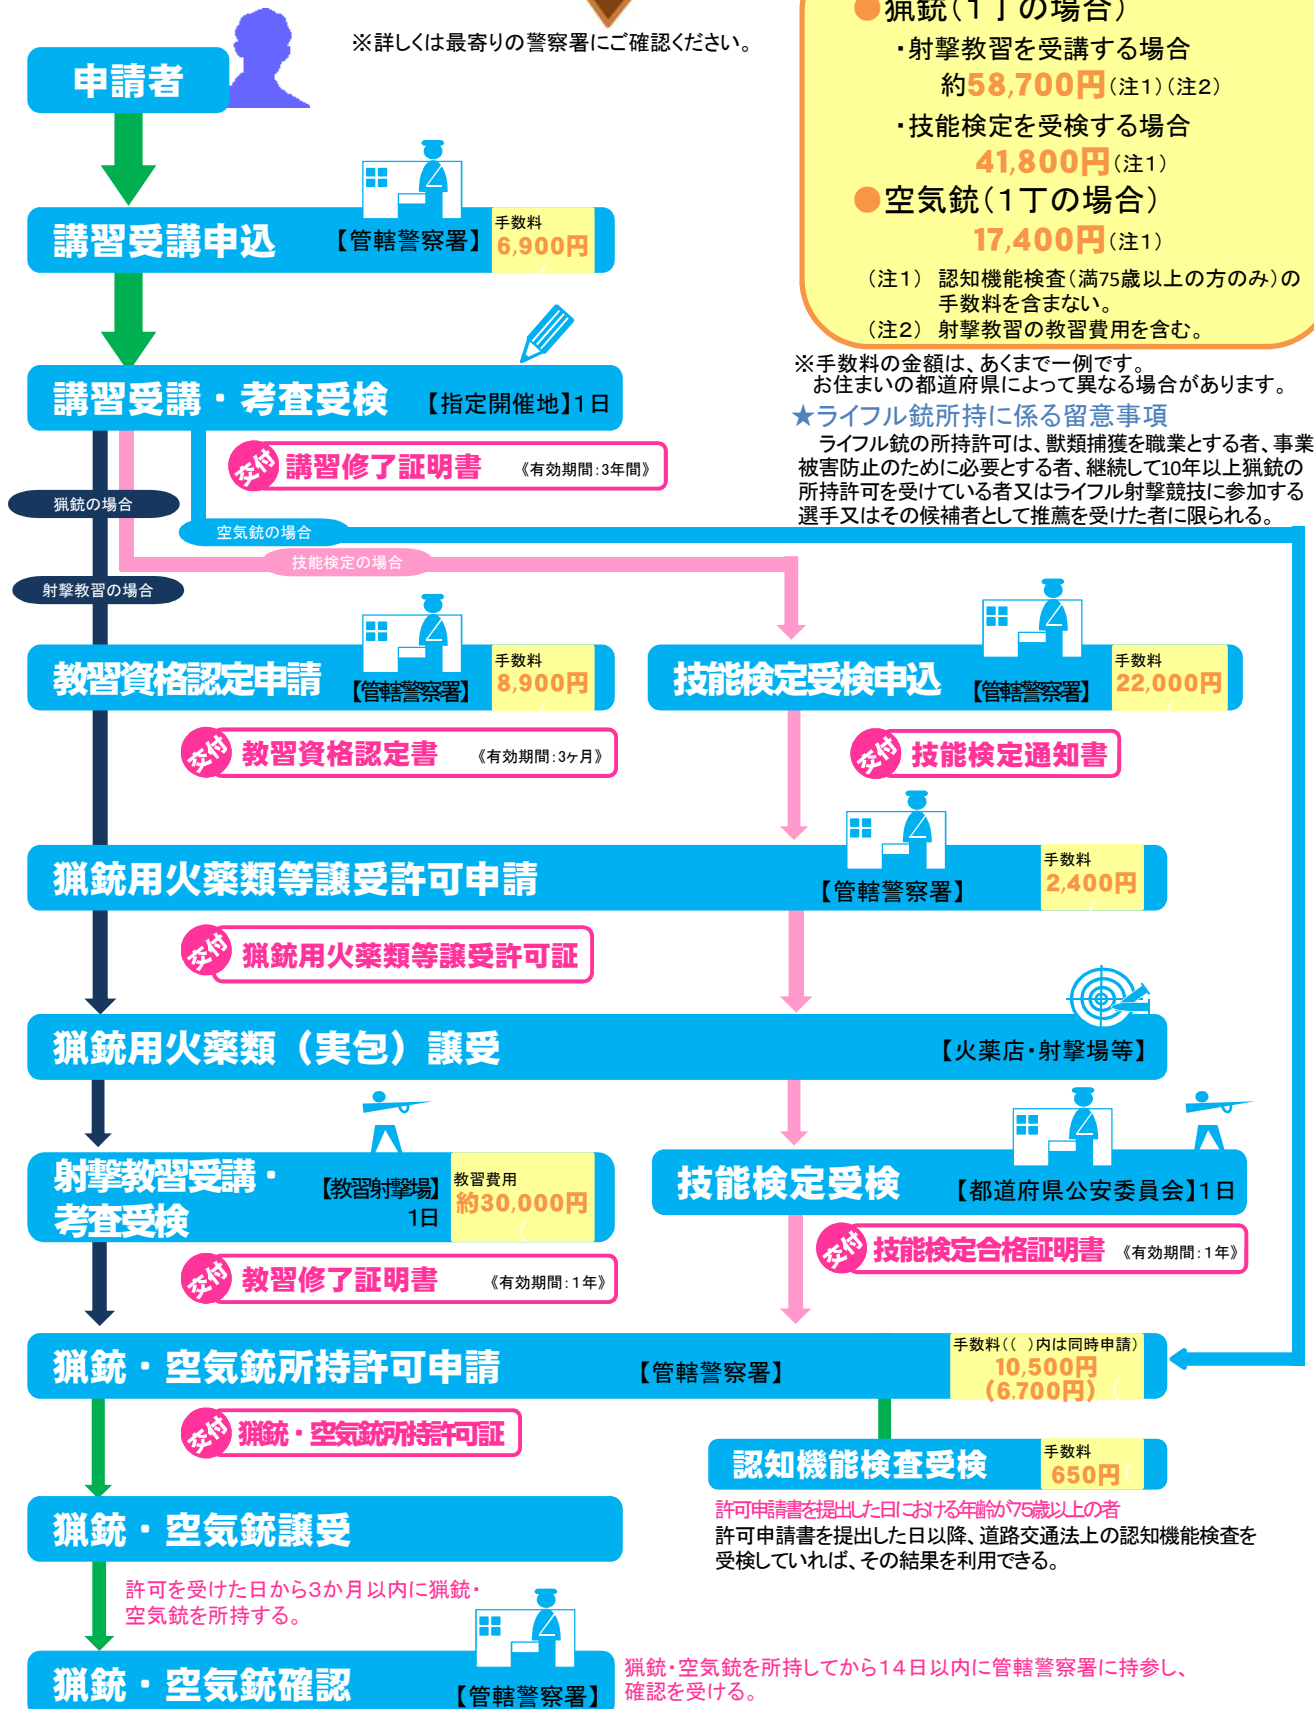 ※詳しくは最寄りの警察署にご確認ください。
申請者
●猟銃(1丁の場合)
・射撃教習を受講する場合
約58,700円(注1)(注2)
・技能検定を受検する場合
41,800円(注1)
●空気銃(1丁の場合)
17,400円(注1)
(注1) 認知機能検査(満75歳以上の方のみ)の
手数料を含まない。
(注2) 射撃教習の教習費用を含む。
※手数料の金額は、あくまで一例です。
お住まいの都道府県によって異なる場合があります。
★ライフル銃所持に係る留意事項
ライフル銃の所持許可は、獣類捕獲を職業とする者、事業
被害防止のために必要とする者、継続して10年以上猟銃の
所持許可を受けている者又はライフル射撃競技に参加する
選手又はその候補者として推薦を受けた者に限られる。
講習受講申込 【管轄警察署】 手数料
6,900円
講習受講・考査受検 【指定開催地】1日
交付 講習修了証明書 《有効期間:3年間》
猟銃の場合
空気銃の場合
技能検定の場合
射撃教習の場合
教習資格認定申請 【管轄警察署】 手数料
8,900円
技能検定受検申込 【管轄警察署】 手数料
22,000円
交付 教習資格認定書 《有効期間:3ヶ月》
交付 技能検定通知書
猟銃用火薬類等譲受許可申請 【管轄警察署】 手数料
2,400円
交付 猟銃用火薬類等譲受許可証
猟銃用火薬類(実包)譲受 【火薬店・射撃場等】
射撃教習受講・
考査受検
【教習射撃場】
1日
教習費用
約30,000円
技能検定受検 【都道府県公安委員会】1日
交付 教習修了証明書 《有効期間:1年》
交付 技能検定合格証明書 《有効期間:1年》
猟銃・空気銃所持許可申請 【管轄警察署】 手数料(( )内は同時申請)
10,500円
(6,700円)
交付 猟銃・空気銃所持許可証
認知機能検査受検 手数料
650円
許可申請書を提出した日における年齢が75歳以上の者
許可申請書を提出した日以降、道路交通法上の認知機能検査を
受検していれば、その結果を利用できる。
猟銃・空気銃譲受
許可を受けた日から3か月以内に猟銃・
空気銃を所持する。
猟銃・空気銃確認 【管轄警察署】
猟銃・空気銃を所持してから14日以内に管轄警察署に持参し、
確認を受ける。